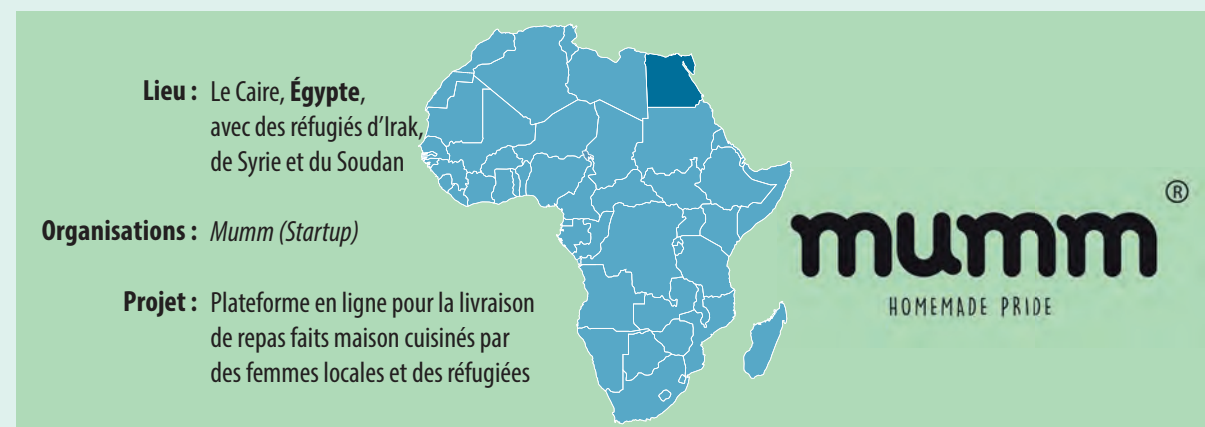 Lieu : Le Caire, Égypte,
avec des réfugiés d’Irak,
de Syrie et du Soudan
Organisations : Mumm (Startup)
Projet : Plateforme en ligne pour la livraison
de repas faits maison cuisinés par
des femmes locales et des réfugiées
mumm®
HOMEMADE PRIDE